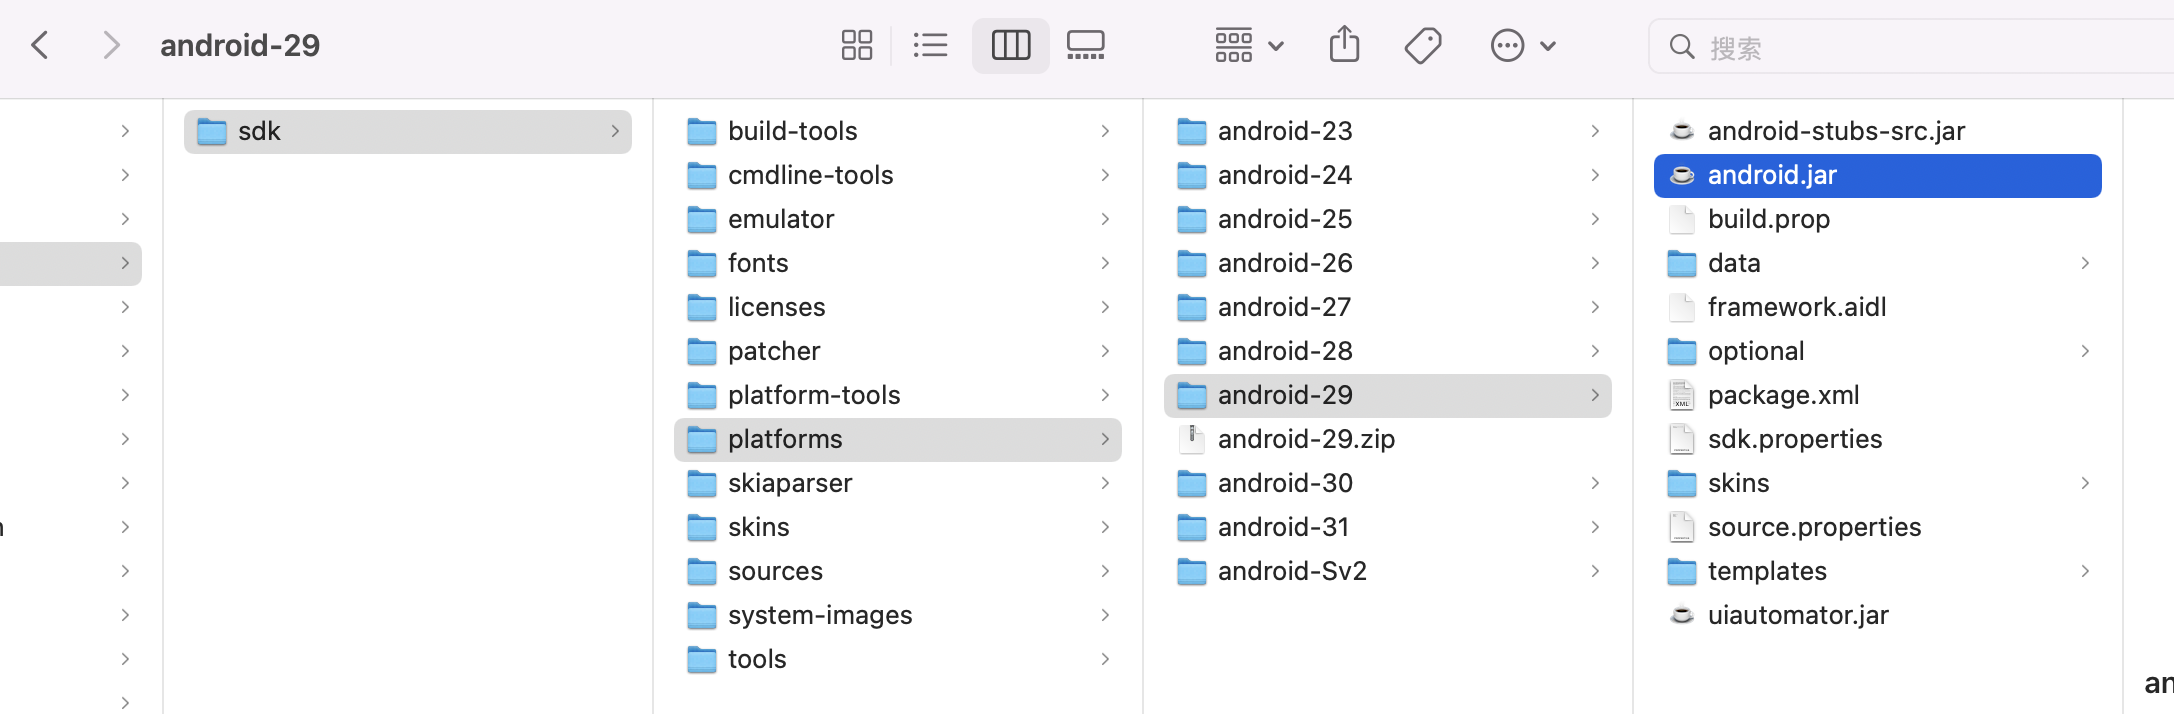 android-29
搜索
sdk
build-tools
cmdline-tools
emulator
fonts
licenses
patcher
platform-tools
platforms
skiaparser
skins
sources
system-images
tools
android-23
android-24
android-25
android-26
android-27
android-28
android-29
android-29.zip
android-30
android-31
android-Sv2
android-stubs-src.jar
android.jar
build.prop
data
framework.aidl
optional
package.xml
sdk.properties
skins
source.properties
templates
uiautomator.jar